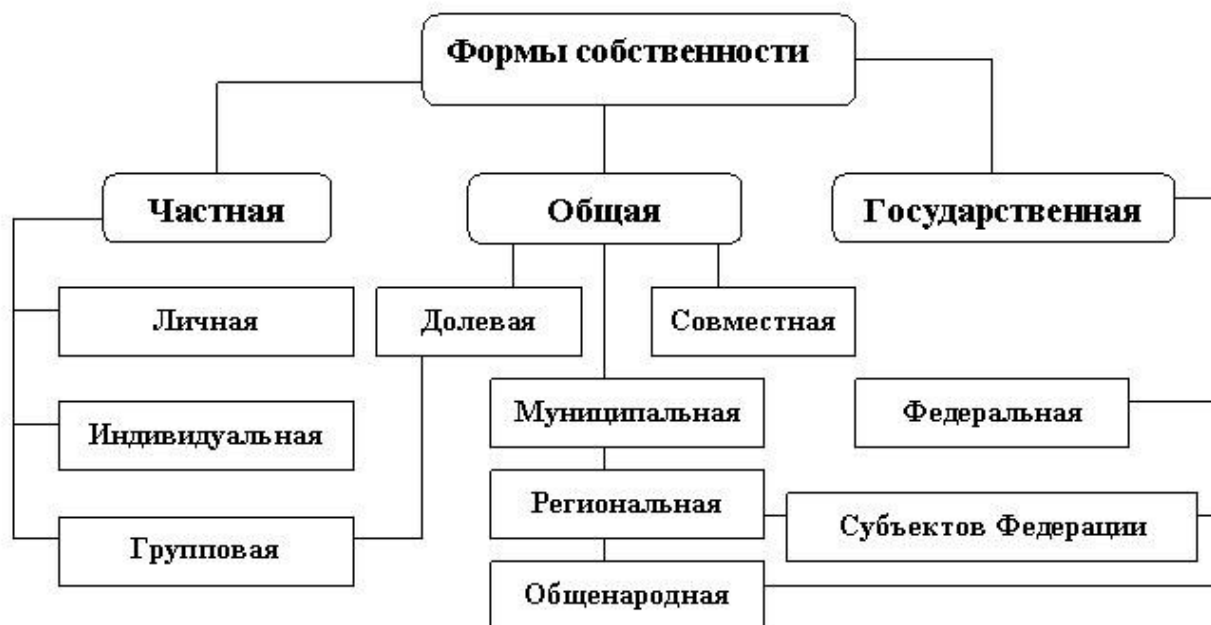 Формы собственности
Частная
Общая
Государственная
Личная
Долевая
Совместная
Индивидуальная
Муниципальная
Федеральная
Групповая
Региональная
Субъектов Федерации
Общенародная